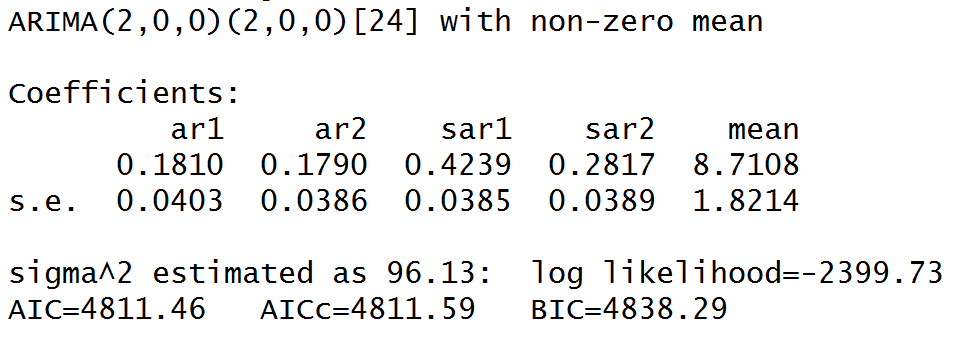 ARIMA(2,0,0)(2,0,0)[24] with non-zero mean
Coefficients:
ar1 ar2 sar1 sar2 mean
0.1810 0.1790 0.4239 0.2817 8.7108
s.e. 0.0403 0.0386 0.0385 0.0389 1.8214
sigma^2 estimated as 96.13: log likelihood=-2399.73
AIC=4811.46 AICc=4811.59 BIC=4838.29